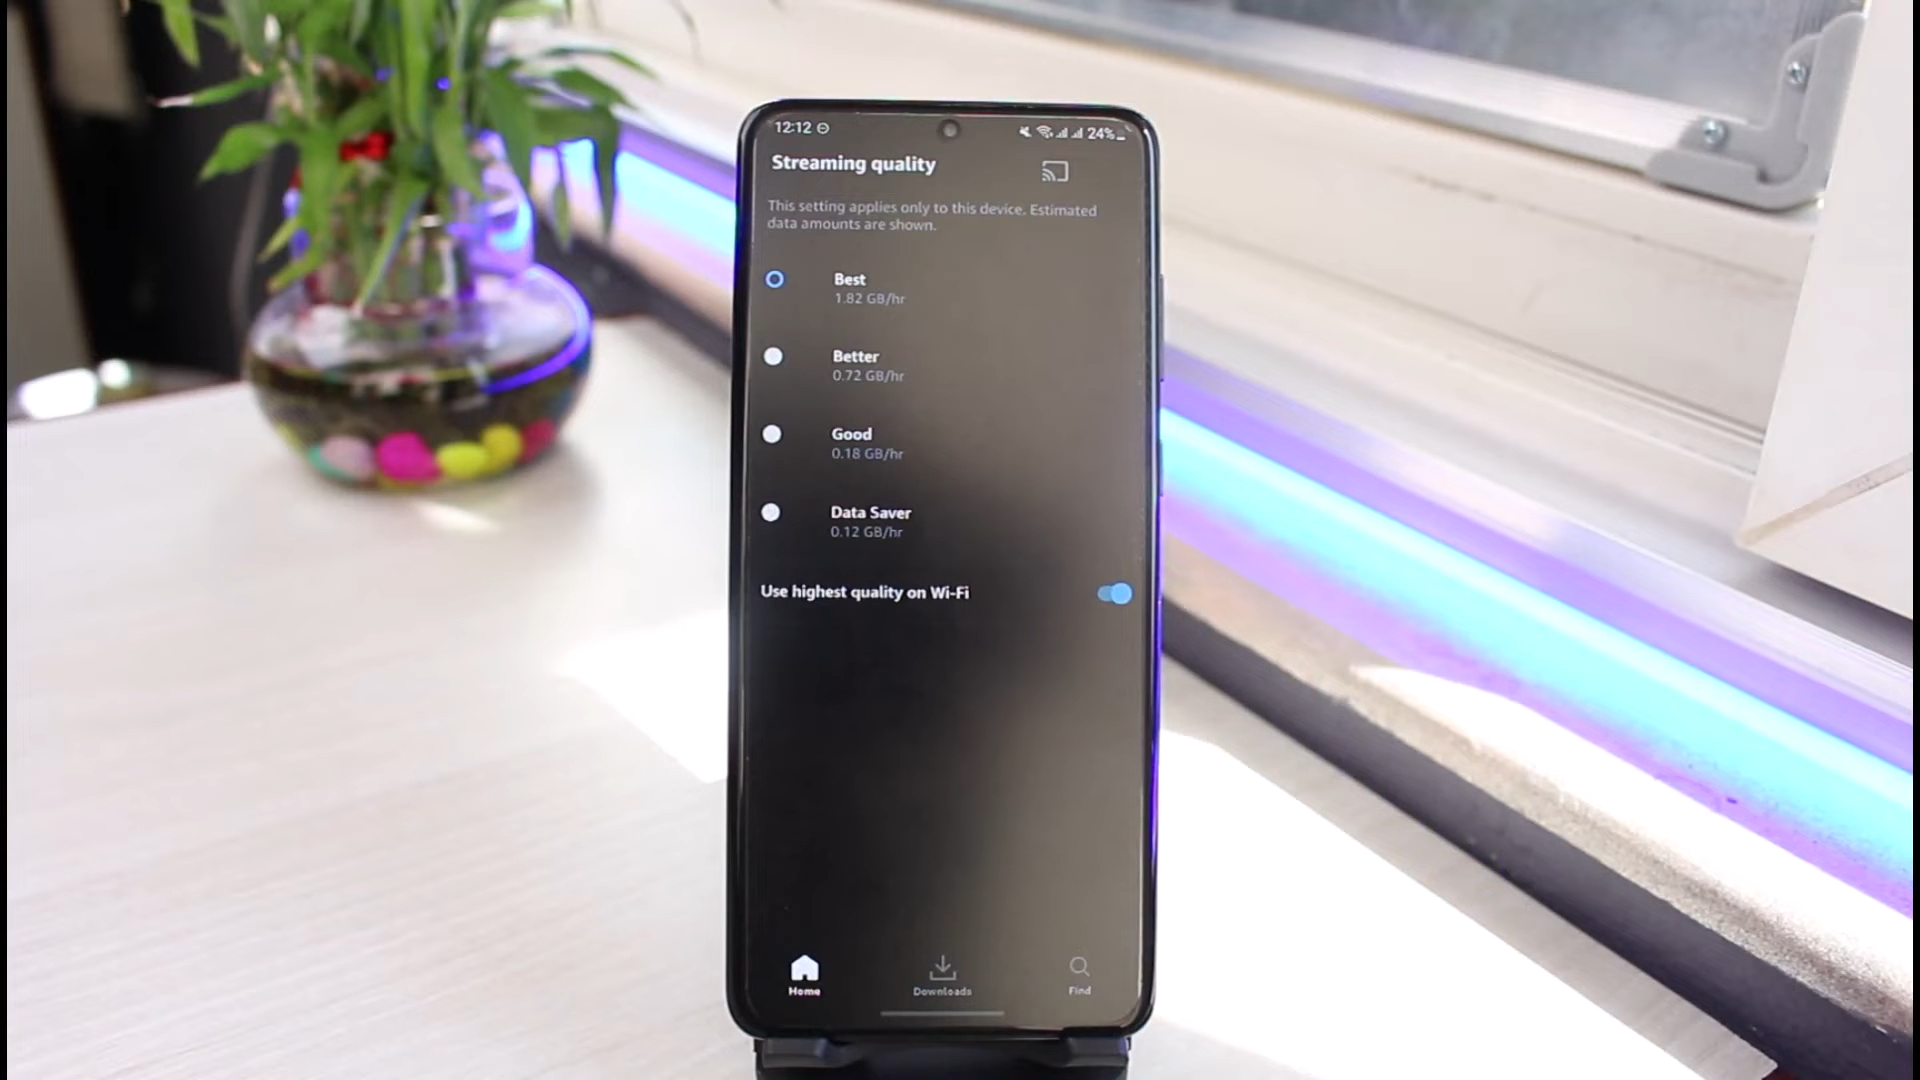 12:12
24%
Streaming quality
This setting applies only to this device. Estimated
data amounts are shown.
Best
1.82 GB/hr
Better
0.72 GB/hr
Good
0.18 GB/hr
Data Saver
0.12 GB/hr
Use highest quality on Wi-Fi
Home
Downloads
Find